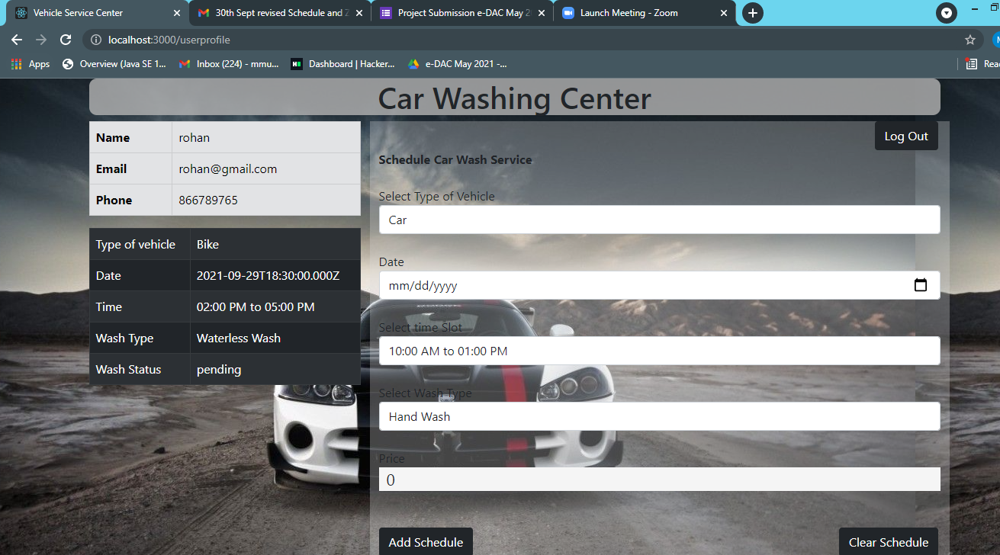 Vehicle Service Center
30th Sept revised Schedule and Z
Project Submission e-DAC May 2
Launch Meeting - Zoom
localhost:3000/userprofile
Apps
Overview (Java SE 1...
Inbox (224) - mmu...
Dashboard | Hacker...
e-DAC May 2021 -...
Rea
Car Washing Center
Name rohan
Email rohan@gmail.com
Phone 866789765
Type of vehicle Bike
Date 2021-09-29T18:30:00.000Z
Time 02:00 PM to 05:00 PM
Wash Type Waterless Wash
Wash Status pending
Log Out
Schedule Car Wash Service
Select Type of Vehicle
Car
Date
mm/dd/yyyy
Select time Slot
10:00 AM to 01:00 PM
Select Wash Type
Hand Wash
Price
0
Add Schedule
Clear Schedule